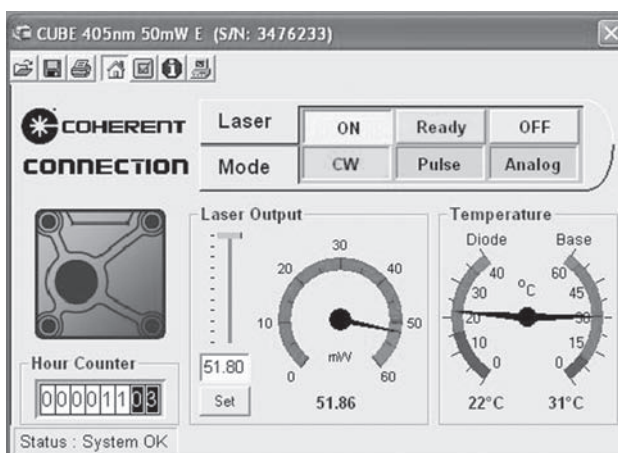 CUBE 405nm 50mW E (S/N: 3476233)
COHERENT
CONNECTION
Laser ON Ready OFF
Mode CW Pulse Analog
Laser Output
0 10 20 30 40 50 60
mW
51.80
Set
51.86
Temperature
Diode Base
°C
40 30 20 10 0
60 45 30 15 0
22°C 31°C
Hour Counter
00001103
Status : System OK